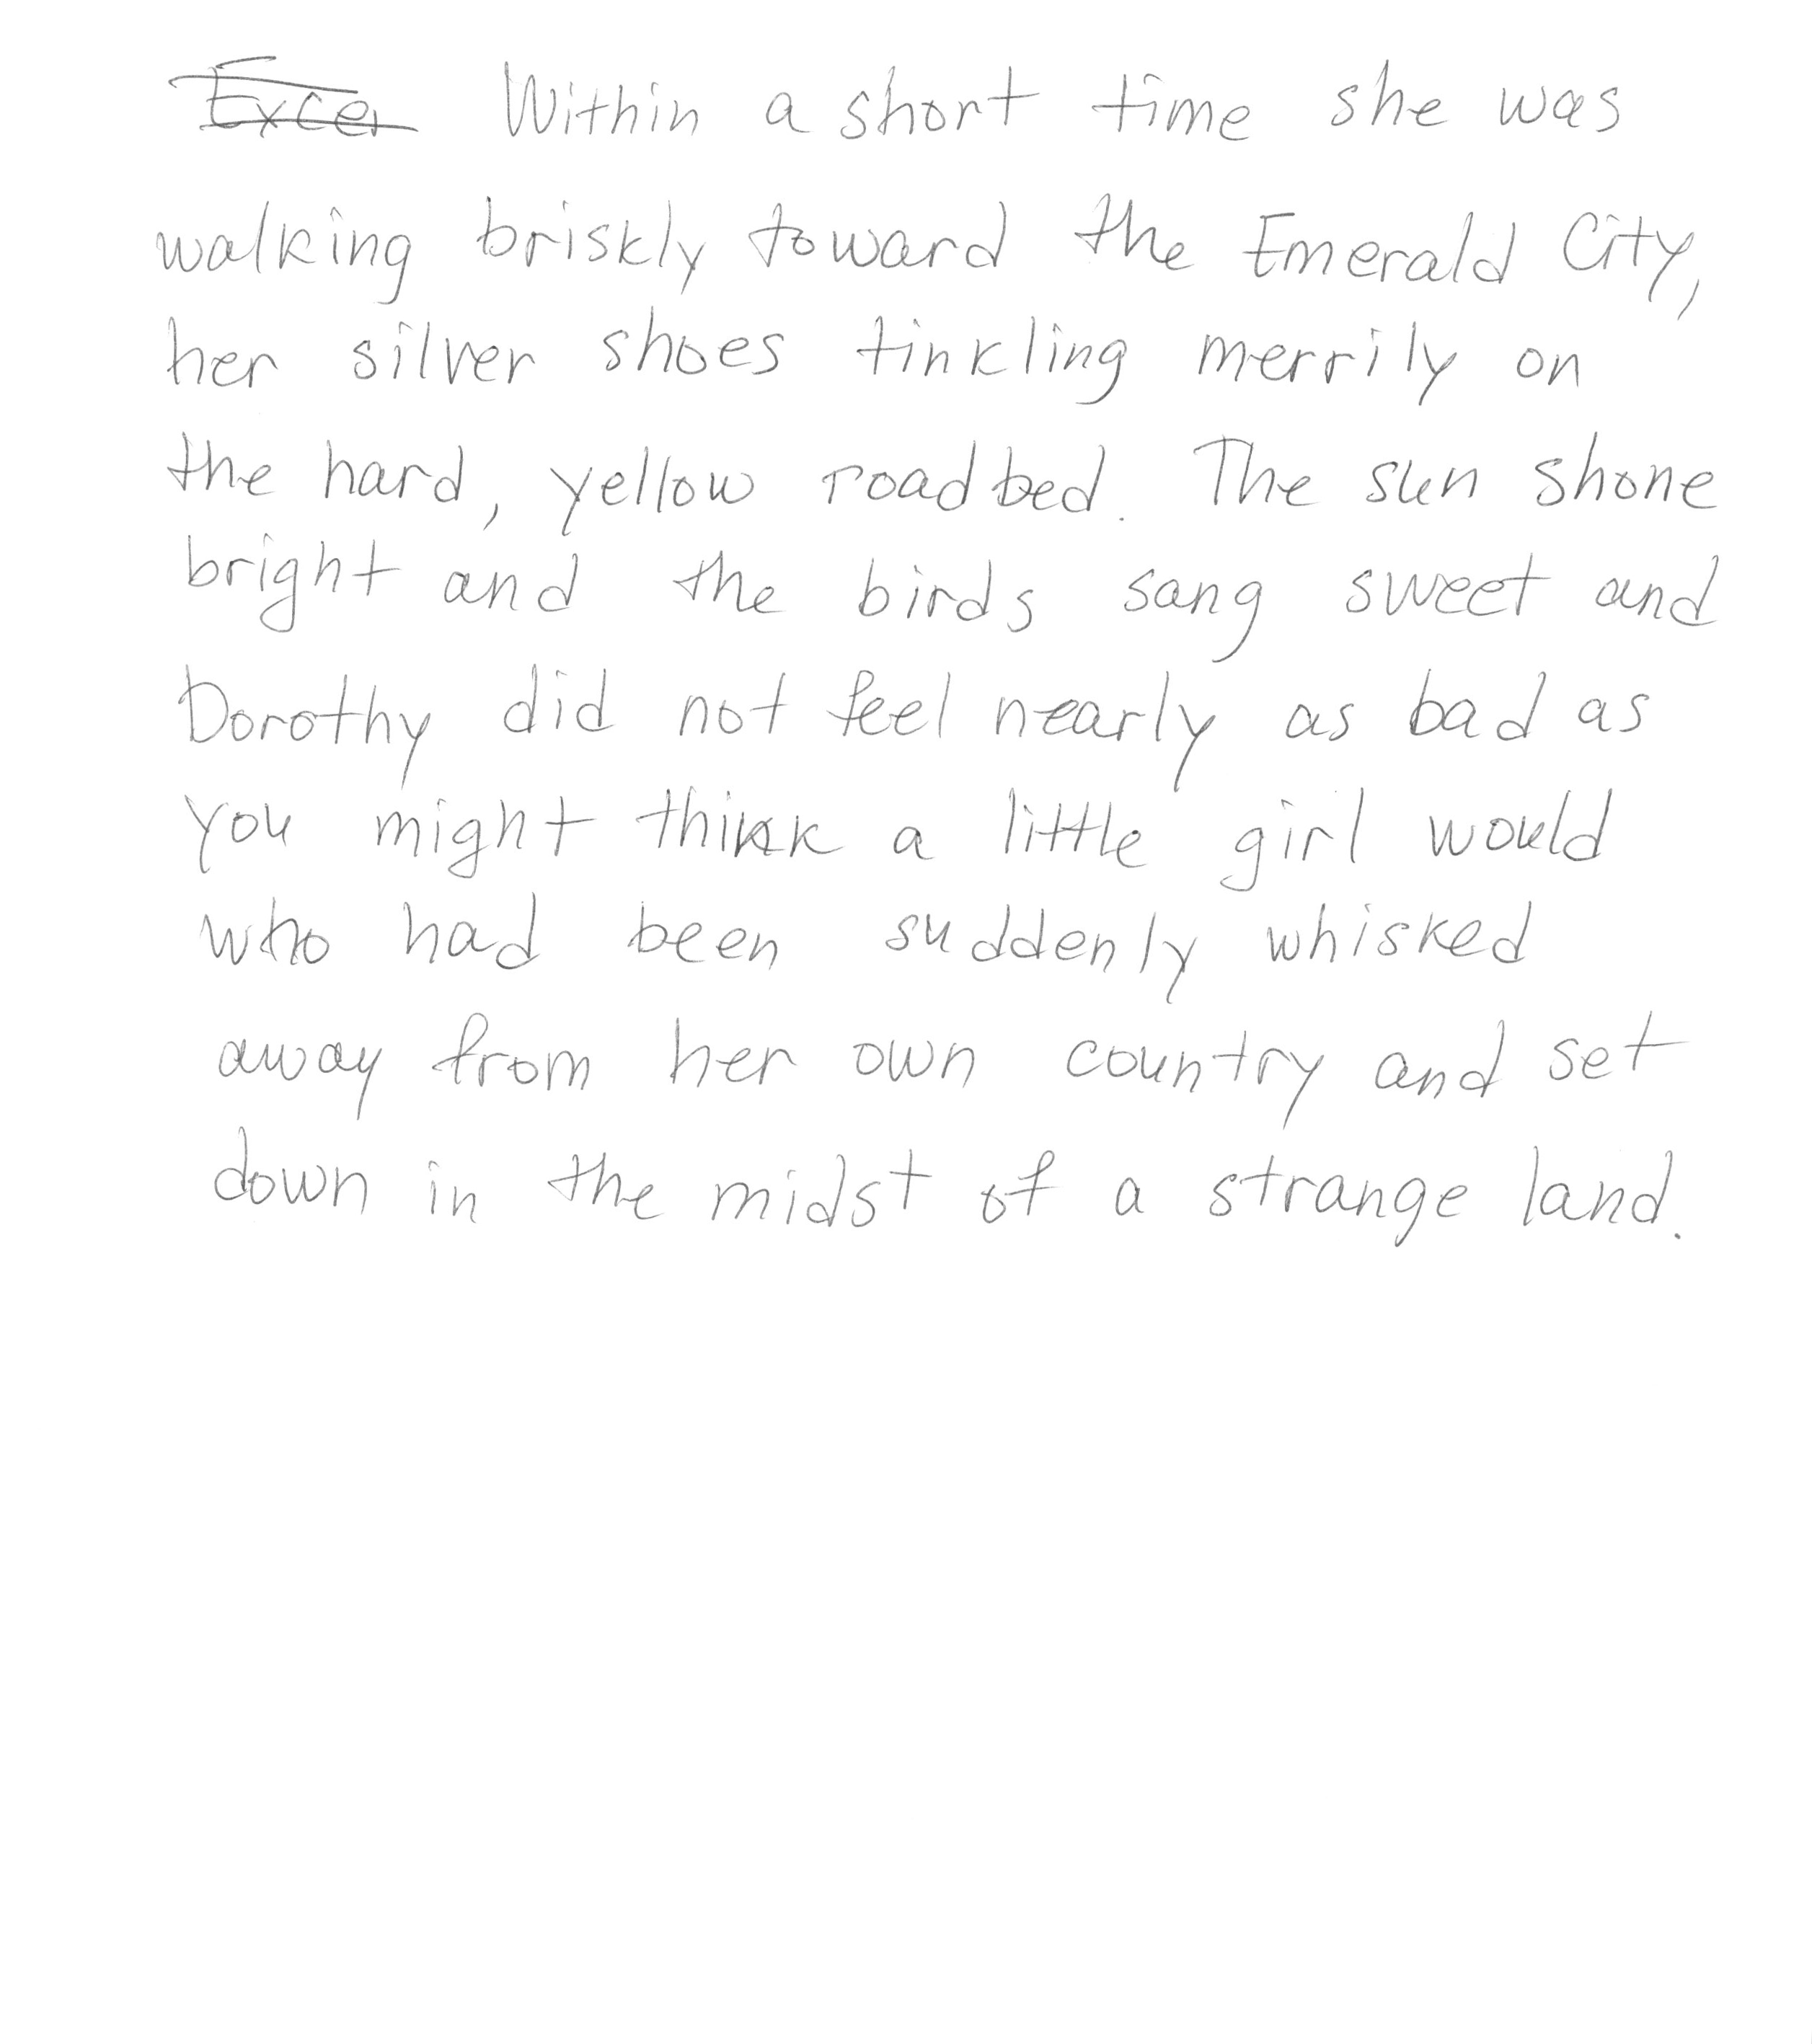 Excer Within a short time she was
walking briskly toward the Emerald City,
her silver shoes tinkling merrily on
the hard, yellow roadbed. The sun shone
bright and the birds sang sweet and
Dorothy did not feel nearly as bad as
you might think a little girl would
who had been suddenly whisked
away from her own country and set
down in the midst of a strange land.